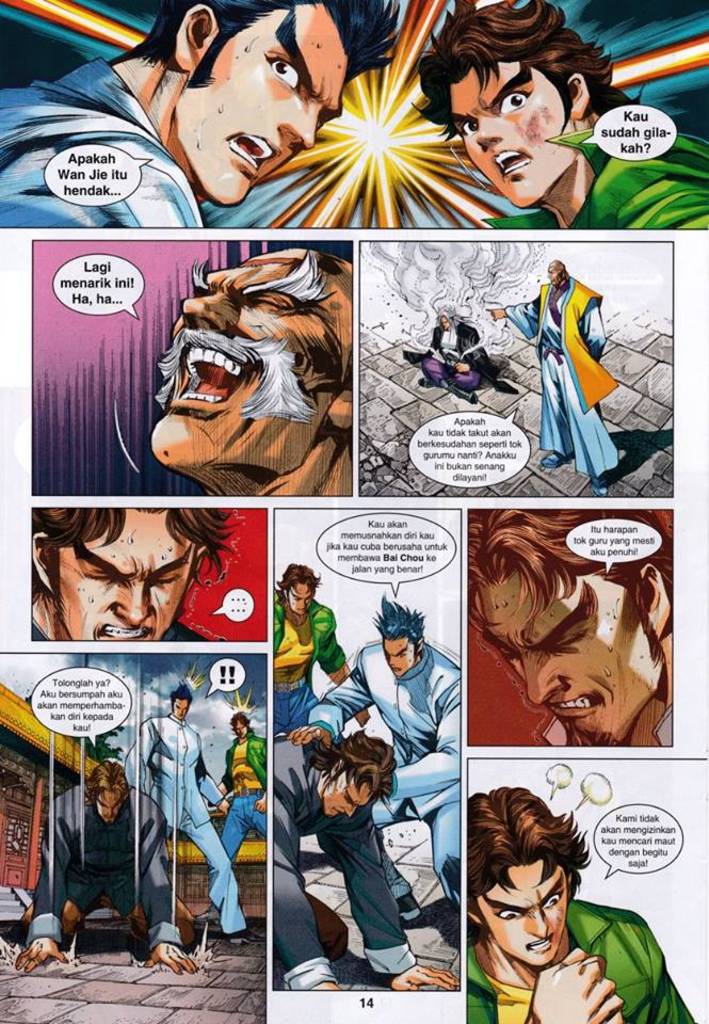 Apakah
Wan Jie itu
hendak...
Kau
sudah gila-
kah?
Lagi
menarik ini!
Ha, ha...
Apakah
kau tidak takut akan
berkesudahan seperti tok
gurumu nanti? Anakku
ini bukan senang
dilayani!
...
Kau akan
memusnahkan diri kau
jika kau cuba berusaha untuk
membawa Bai Chou ke
jalan yang benar!
Itu harapan
tok guru yang mesti
aku penuhi!
!!
Tolonglah ya?
Aku bersumpah aku
akan memperhamba-
kan diri kepada
kau!
Kami tidak
akan mengizinkan
kau mencari maut
dengan begitu
saja!
14